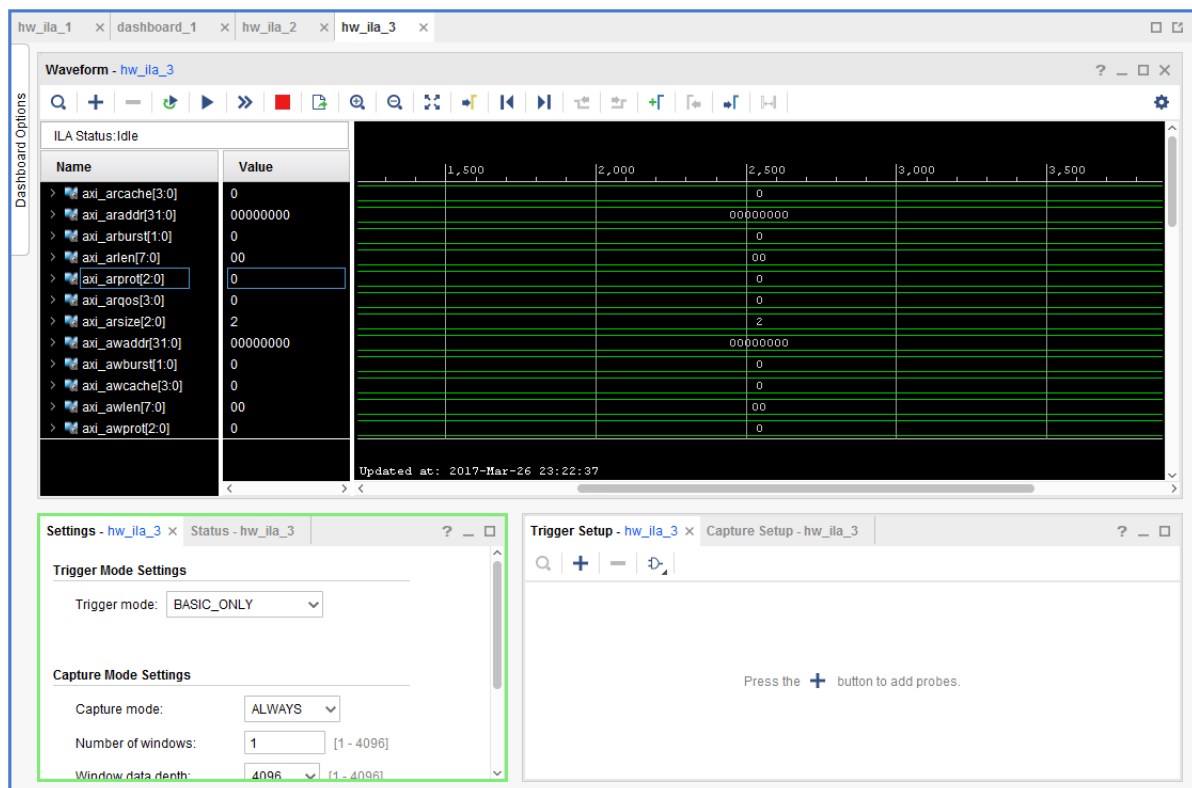 hw_ila_1 × dashboard_1 × hw_ila_2 × hw_ila_3 ×
Dashboard Options
Waveform - hw_ila_3
ILA Status:Idle
Name Value
1,500 2,000 2,500 3,000 3,500
axi_arcache[3:0] 0 0
axi_araddr[31:0] 00000000 00000000
axi_arburst[1:0] 0 0
axi_arlen[7:0] 00 00
axi_arprot[2:0] 0 0
axi_arqos[3:0] 0 0
axi_arsize[2:0] 2 2
axi_awaddr[31:0] 00000000 00000000
axi_awburst[1:0] 0 0
axi_awcache[3:0] 0 0
axi_awlen[7:0] 00 00
axi_awprot[2:0] 0 0
Updated at: 2017-Mar-26 23:22:37
Settings - hw_ila_3 × Status - hw_ila_3 ?
Trigger Mode Settings
Trigger mode: BASIC_ONLY
Capture Mode Settings
Capture mode: ALWAYS
Number of windows: 1 [1 - 4096]
Window data depth: 4096 [1 - 4096]
Trigger Setup - hw_ila_3 × Capture Setup - hw_ila_3 ?
Press the + button to add probes.